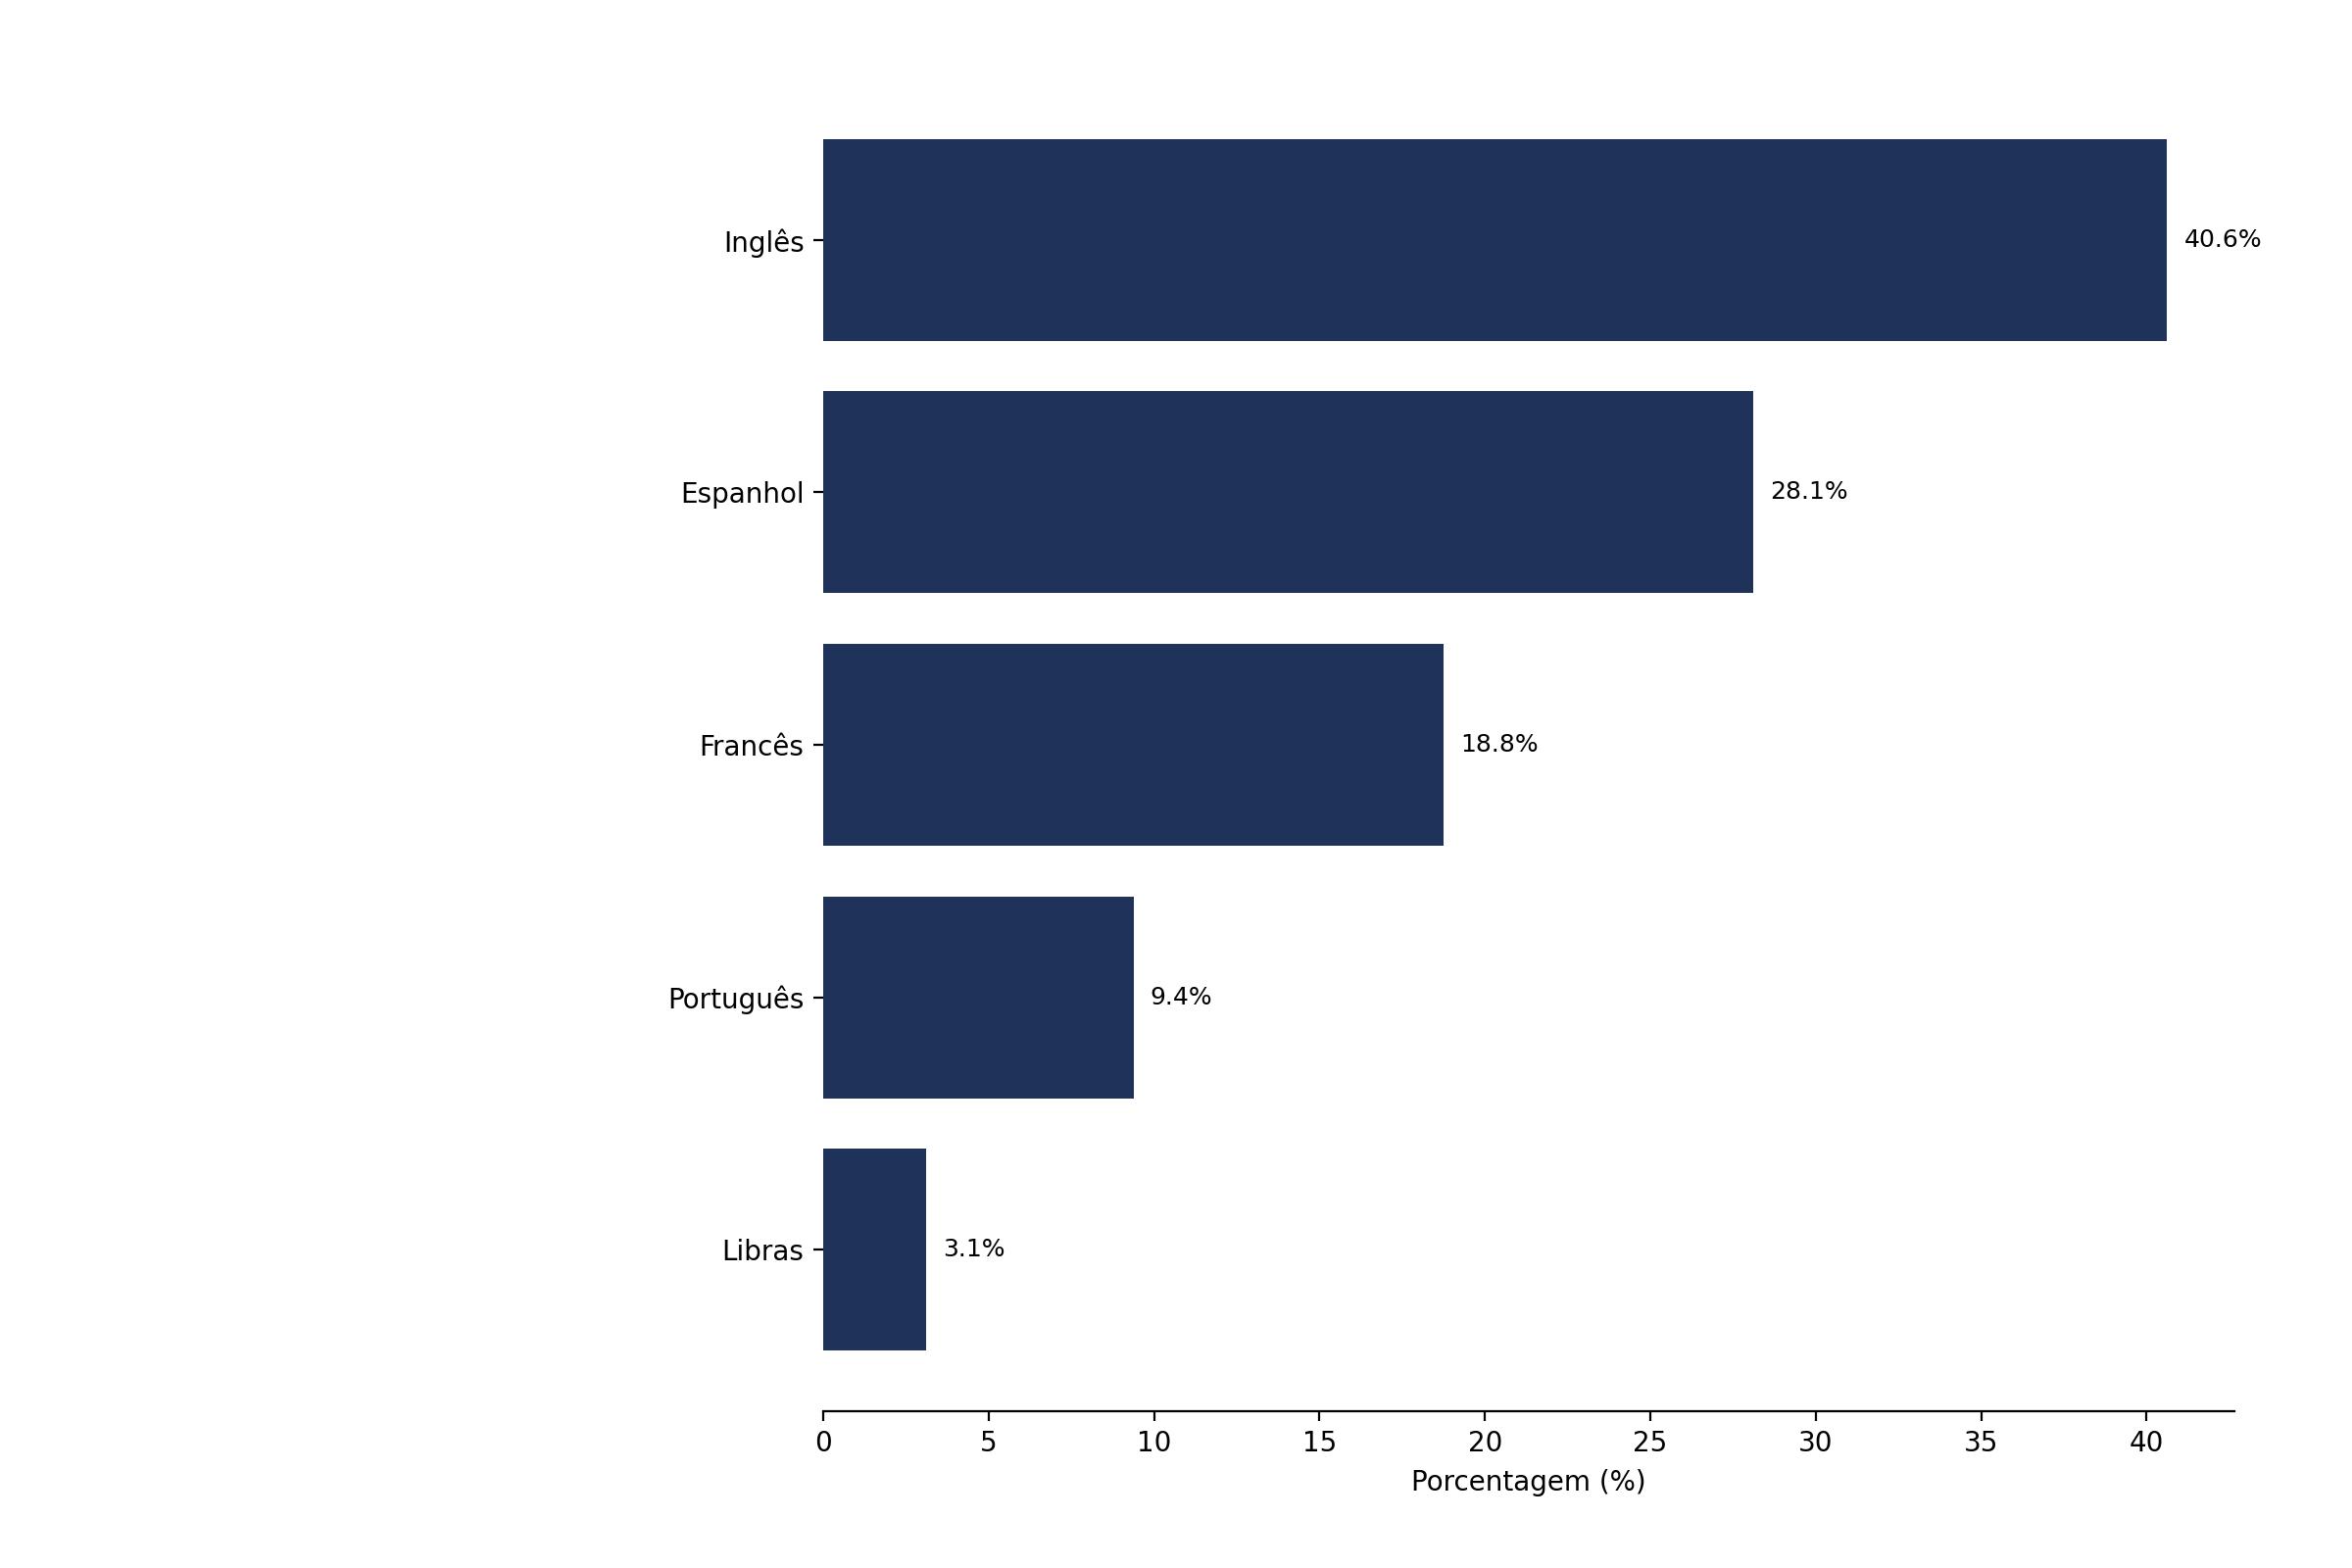 Inglês
40.6%
Espanhol
28.1%
Francês
18.8%
Português
9.4%
Libras
3.1%
0 5 10 15 20 25 30 35 40
Porcentagem (%)